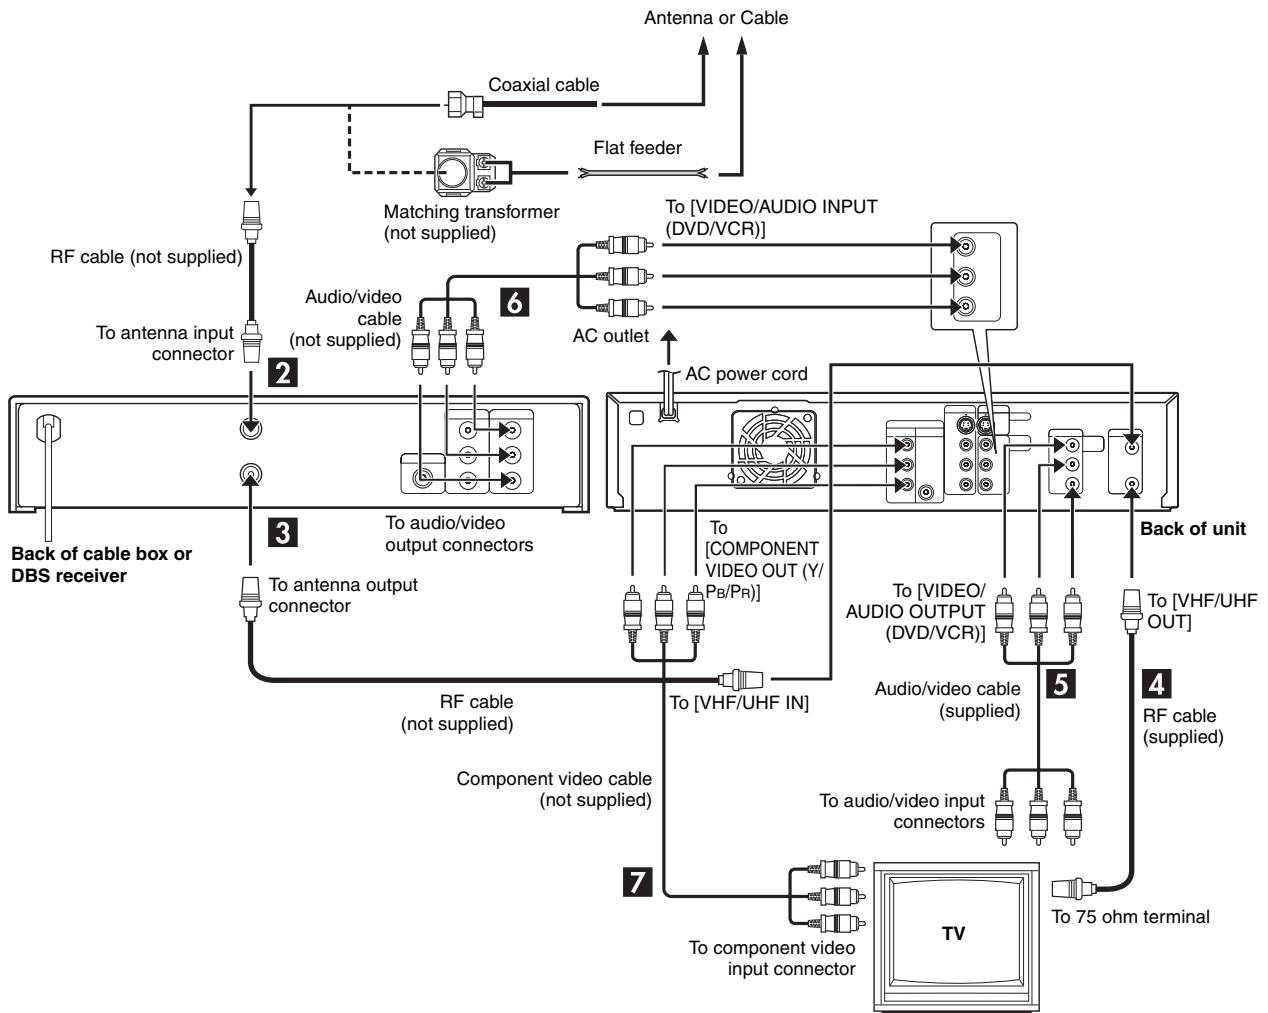 Antenna or Cable
Coaxial cable
Flat feeder
Matching transformer
(not supplied)
To [VIDEO/AUDIO INPUT
(DVD/VCR)]
RF cable (not supplied)
Audio/video
cable
(not supplied)
6
AC outlet
To antenna input
connector
2
AC power cord
3
To audio/video
output connectors
Back of cable box or
DBS receiver
To
[COMPONENT
VIDEO OUT (Y/
PB/PR)]
Back of unit
To antenna output
connector
To [VIDEO/
AUDIO OUTPUT
(DVD/VCR)]
To [VHF/UHF
OUT]
RF cable
(not supplied)
To [VHF/UHF IN]
Audio/video cable
(supplied)
5
4
RF cable
(supplied)
Component video cable
(not supplied)
To audio/video input
connectors
7
To 75 ohm terminal
TV
To component video
input connector